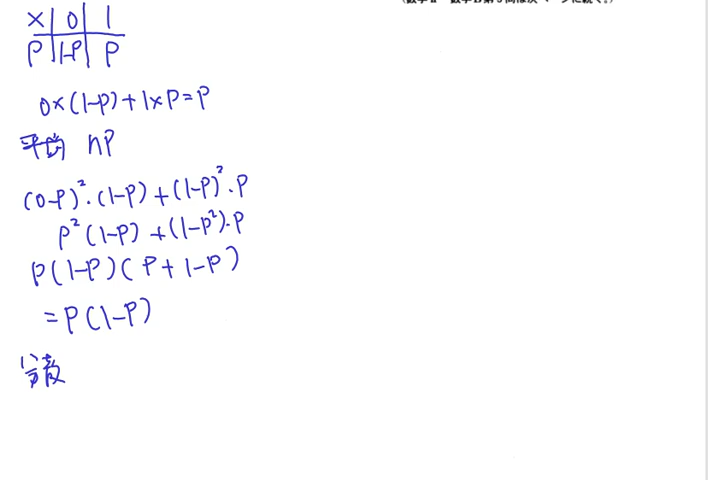 X 0 1
P 1-P P
0×(1-P)+1×P=P
平均 nP
(0-P)²・(1-P)+(1-P)²・P
P²(1-P)+(1-P²)・P
P(1-P)(P+1-P)
=P(1-P)
分散